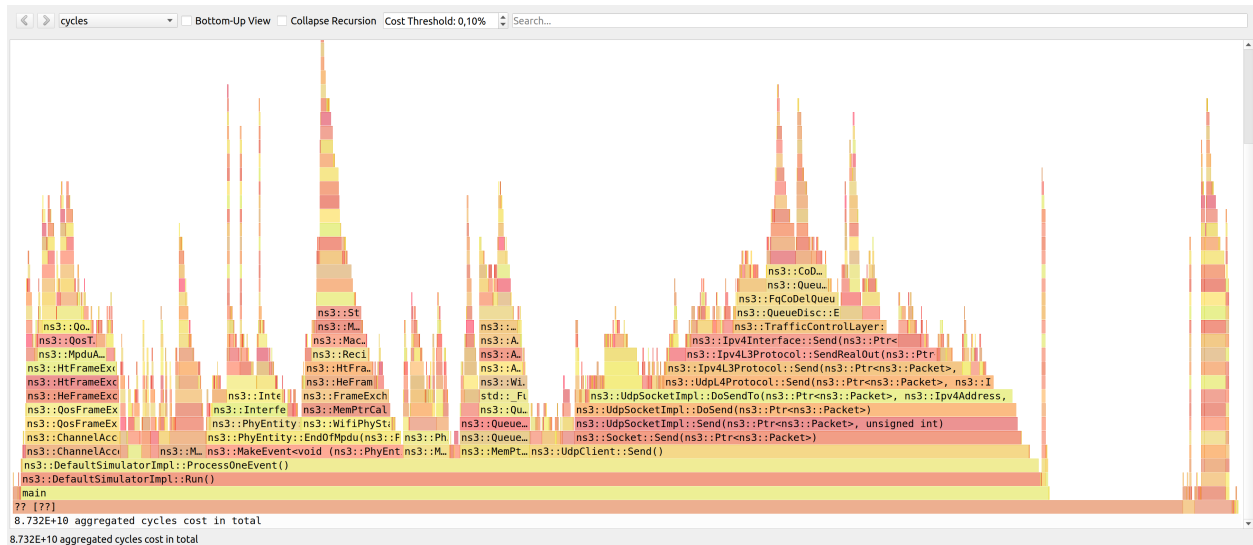 cycles Bottom-Up View Collapse Recursion Cost Threshold: 0,10% Search...
ns3::CoD…
ns3::Queu…
ns3::FqCoDelQueu
ns3::St ns3::QueueDisc::E
ns3::Qo… ns3::M… ns3::… ns3::TrafficControlLayer:
ns3::QosT… ns3::Mac… ns3::A… ns3::Ipv4Interface::Send(ns3::Ptr<
ns3::MpduA… ns3::Reci ns3::A… ns3::Ipv4L3Protocol::SendRealOut(ns3::Ptr
ns3::HtFrameExc ns3::HtFra… ns3::A… ns3::Ipv4L3Protocol::Send(ns3::Ptr<ns3::Packet>,
ns3::HtFrameExc ns3::HeFram ns3::Wi… ns3::UdpL4Protocol::Send(ns3::Ptr<ns3::Packet>, ns3::I
ns3::HeFrameExc ns3::Inte ns3::FrameExch std::_Fu ns3::UdpSocketImpl::DoSendTo(ns3::Ptr<ns3::Packet>, ns3::Ipv4Address,
ns3::QosFrameEx ns3::Interfe ns3::MemPtrCal ns3::Qu… ns3::UdpSocketImpl::DoSend(ns3::Ptr<ns3::Packet>)
ns3::QosFrameEx ns3::PhyEntity ns3::WifiPhySta ns3::Queue… ns3::UdpSocketImpl::Send(ns3::Ptr<ns3::Packet>, unsigned int)
ns3::ChannelAcc ns3::PhyEntity::EndOfMpdu(ns3::F ns3::Ph… ns3::Queue… ns3::Socket::Send(ns3::Ptr<ns3::Packet>)
ns3::ChannelAcc ns3::M… ns3::MakeEvent<void (ns3::PhyEnt ns3::M… ns3::MemPt… ns3::UdpClient::Send()
ns3::DefaultSimulatorImpl::ProcessOneEvent()
ns3::DefaultSimulatorImpl::Run()
main
?? [??]
8.732E+10 aggregated cycles cost in total
8.732E+10 aggregated cycles cost in total